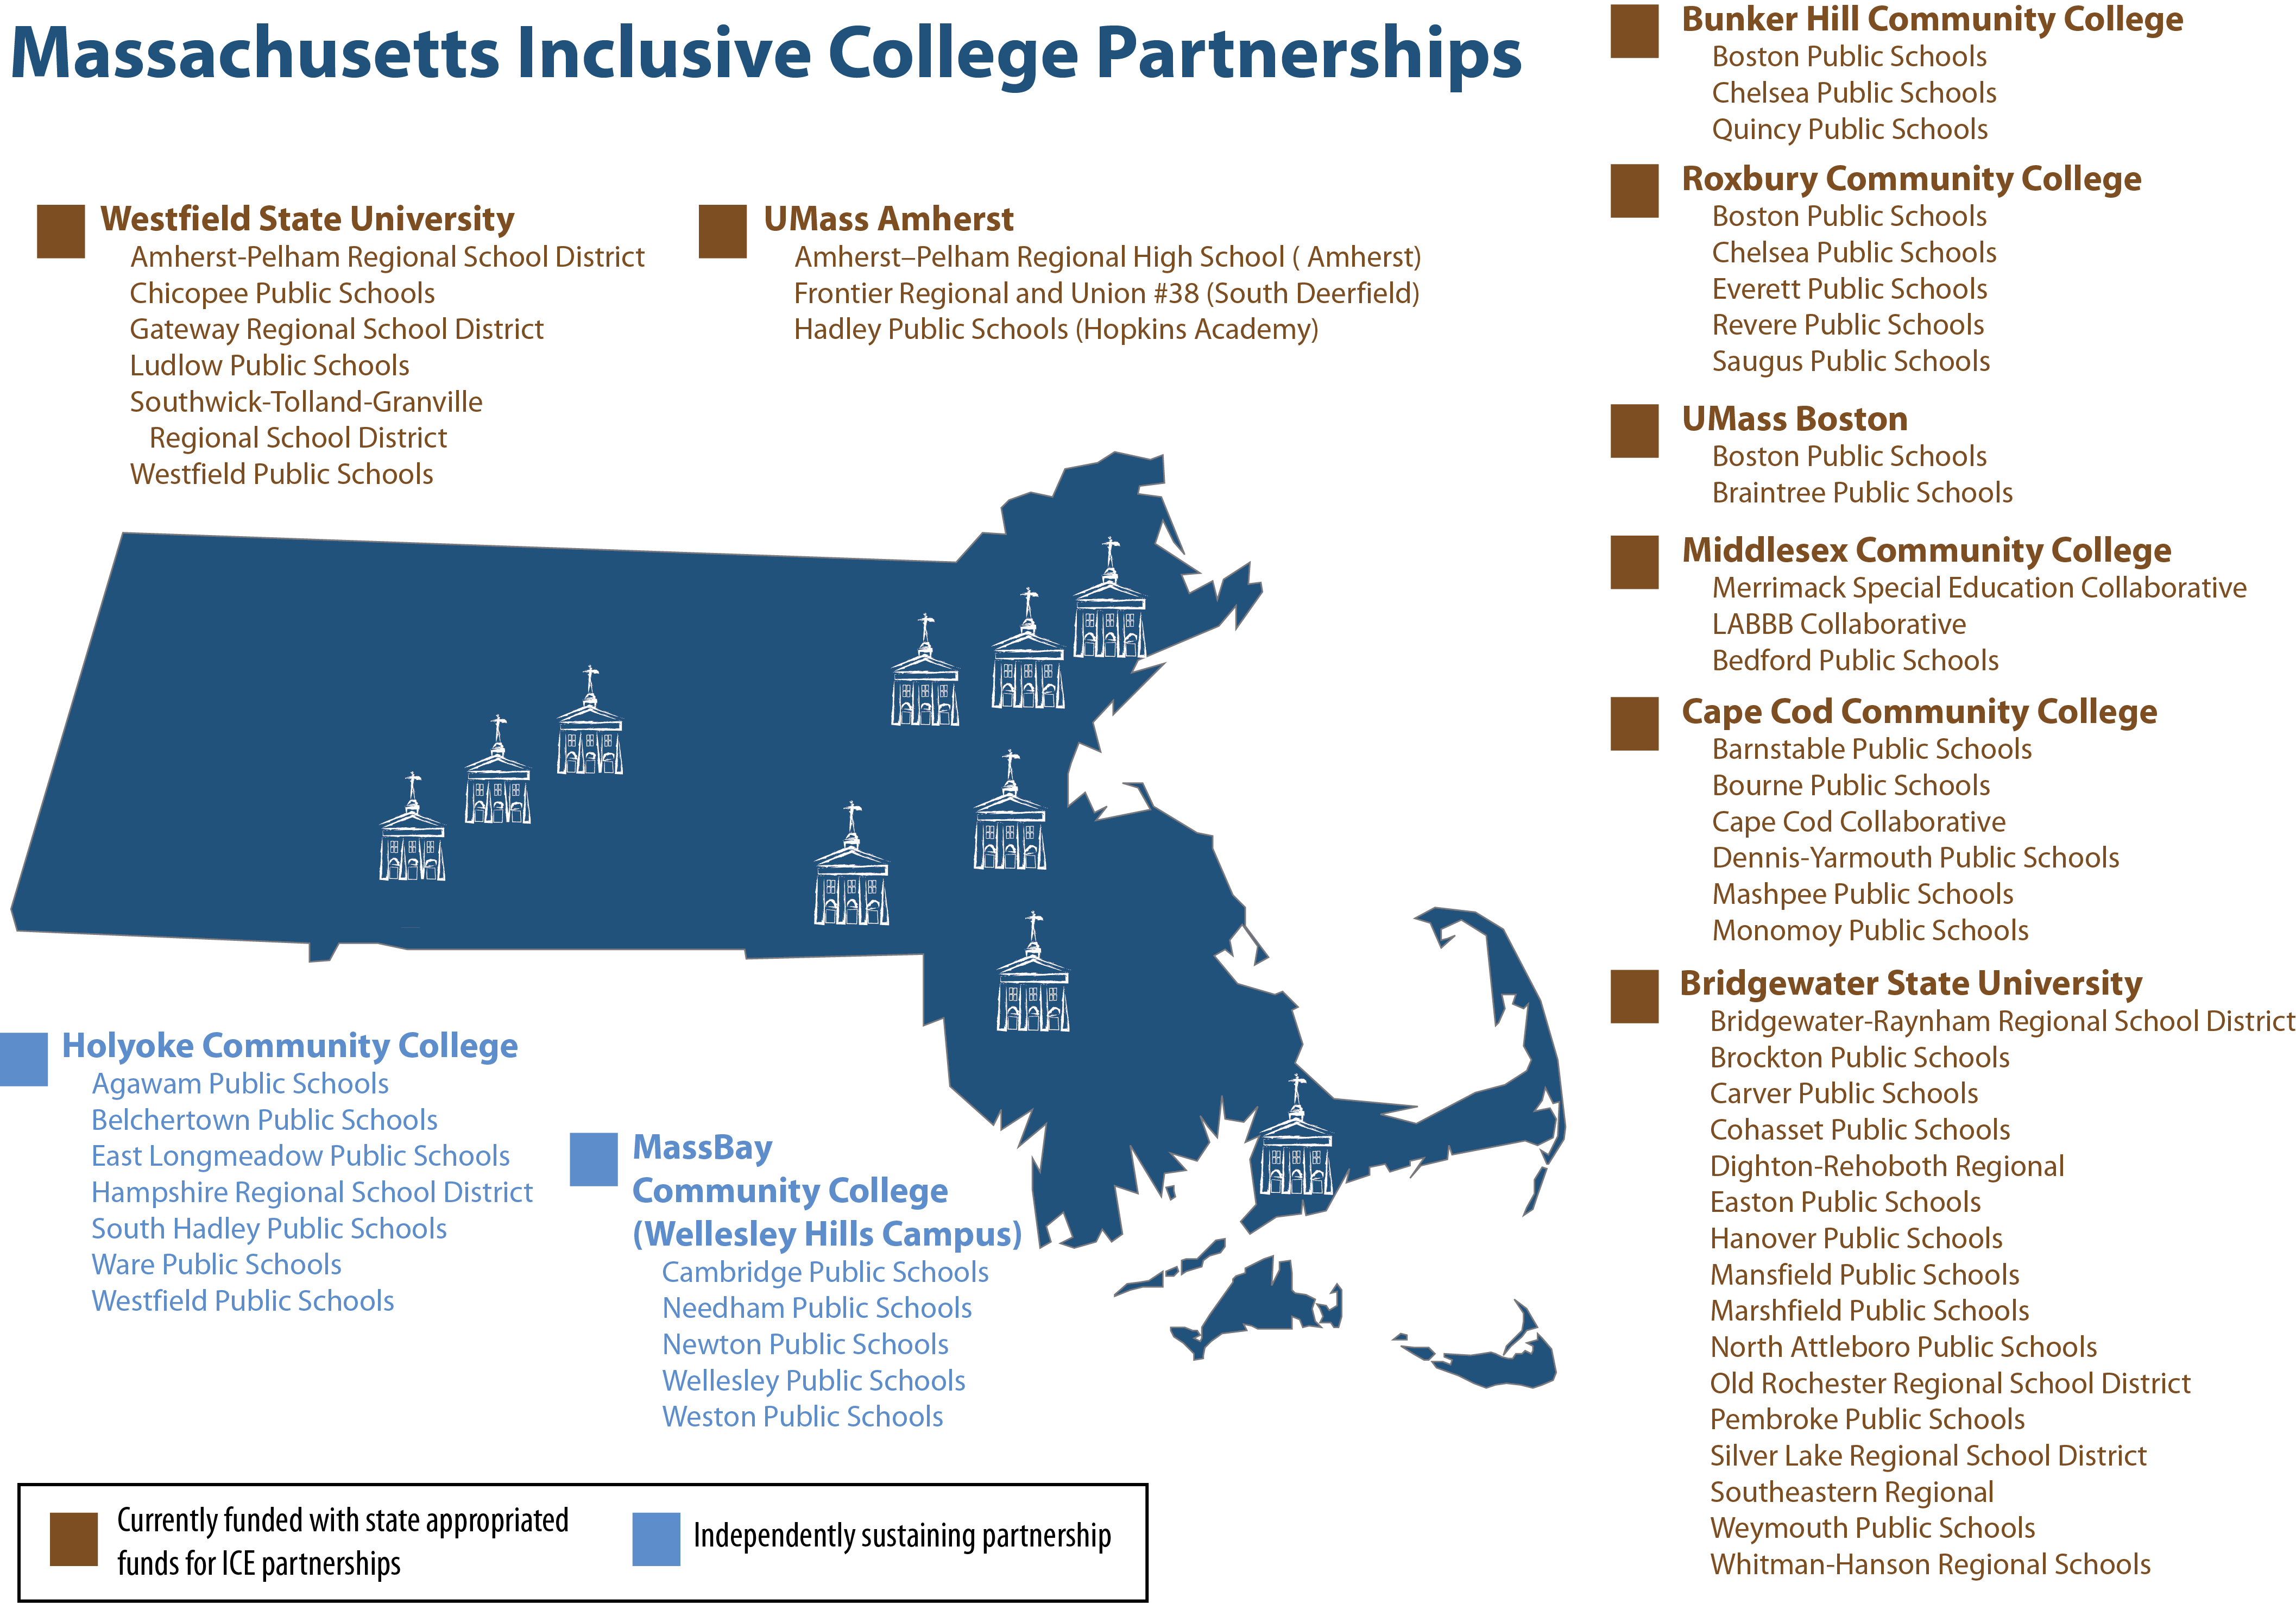 Massachusetts Inclusive College Partnerships
Westfield State University
Amherst-Pelham Regional School District
Chicopee Public Schools
Gateway Regional School District
Ludlow Public Schools
Southwick-Tolland-Granville
Regional School District
Westfield Public Schools
UMass Amherst
Amherst–Pelham Regional High School ( Amherst)
Frontier Regional and Union #38 (South Deerfield)
Hadley Public Schools (Hopkins Academy)
Bunker Hill Community College
Boston Public Schools
Chelsea Public Schools
Quincy Public Schools
Roxbury Community College
Boston Public Schools
Chelsea Public Schools
Everett Public Schools
Revere Public Schools
Saugus Public Schools
UMass Boston
Boston Public Schools
Braintree Public Schools
Middlesex Community College
Merrimack Special Education Collaborative
LABBB Collaborative
Bedford Public Schools
Cape Cod Community College
Barnstable Public Schools
Bourne Public Schools
Cape Cod Collaborative
Dennis-Yarmouth Public Schools
Mashpee Public Schools
Monomoy Public Schools
Bridgewater State University
Bridgewater-Raynham Regional School District
Brockton Public Schools
Carver Public Schools
Cohasset Public Schools
Dighton-Rehoboth Regional
Easton Public Schools
Hanover Public Schools
Mansfield Public Schools
Marshfield Public Schools
North Attleboro Public Schools
Old Rochester Regional School District
Pembroke Public Schools
Silver Lake Regional School District
Southeastern Regional
Weymouth Public Schools
Whitman-Hanson Regional Schools
Holyoke Community College
Agawam Public Schools
Belchertown Public Schools
East Longmeadow Public Schools
Hampshire Regional School District
South Hadley Public Schools
Ware Public Schools
Westfield Public Schools
MassBay
Community College
(Wellesley Hills Campus)
Cambridge Public Schools
Needham Public Schools
Newton Public Schools
Wellesley Public Schools
Weston Public Schools
Currently funded with state appropriated
funds for ICE partnerships
Independently sustaining partnership